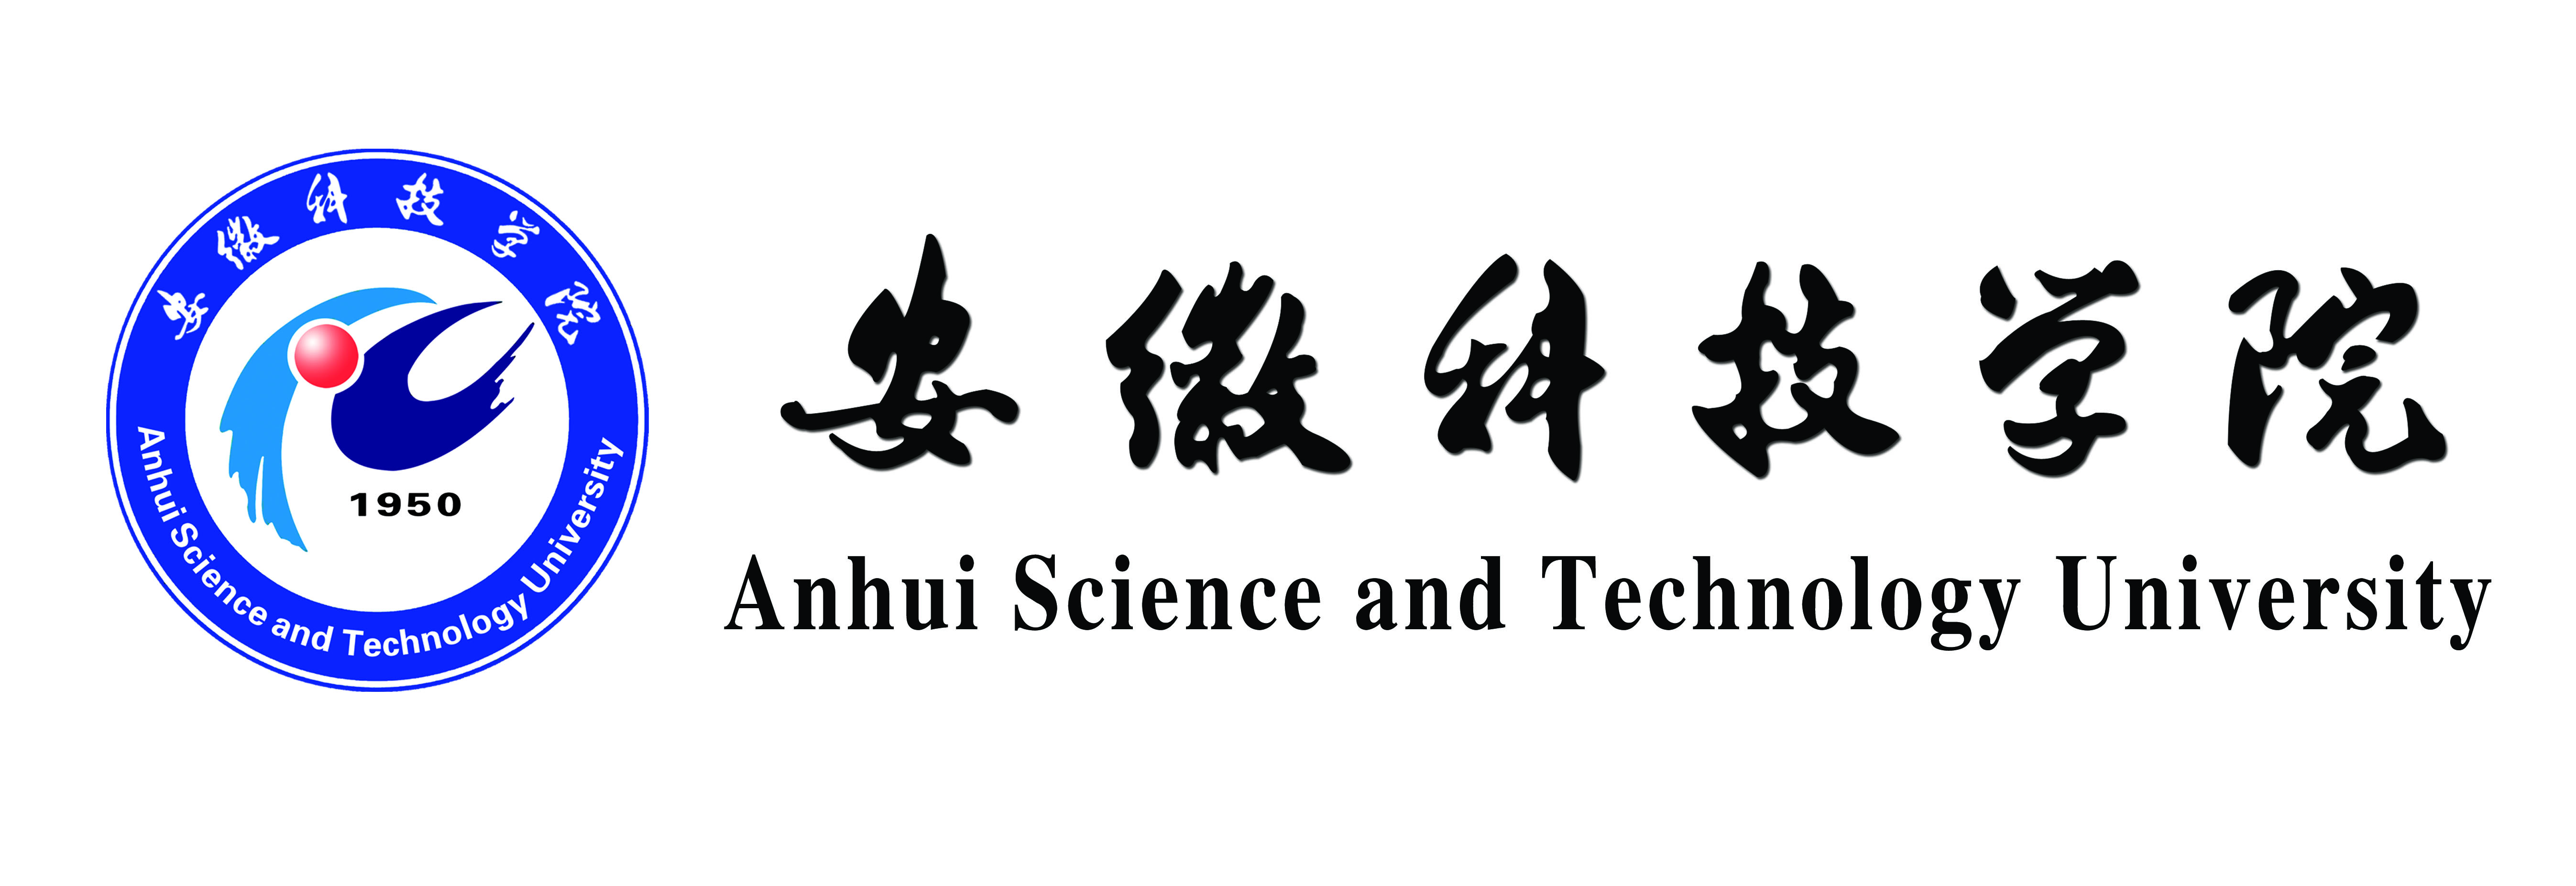 安徽科技学院
1950
Anhui Science and Technology University
安徽科技学院
Anhui Science and Technology University